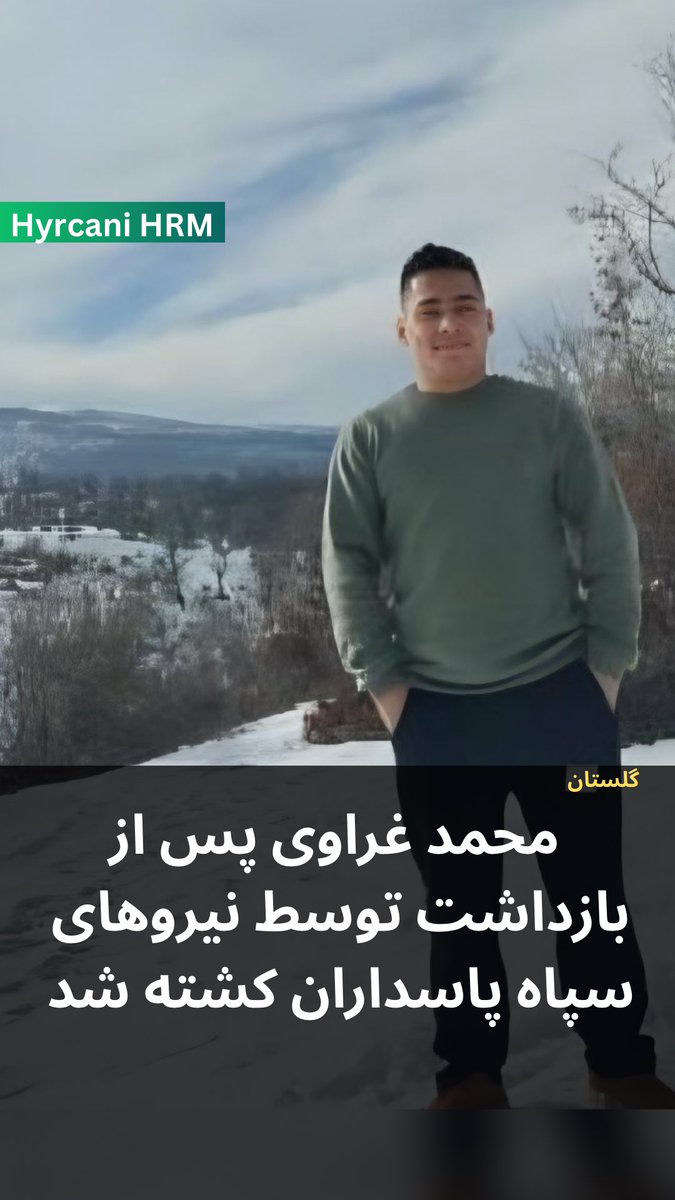 Hyrcani HRM
گلستان
محمد غراوی پس از
بازداشت توسط نیروهای
سپاه پاسداران کشته شد